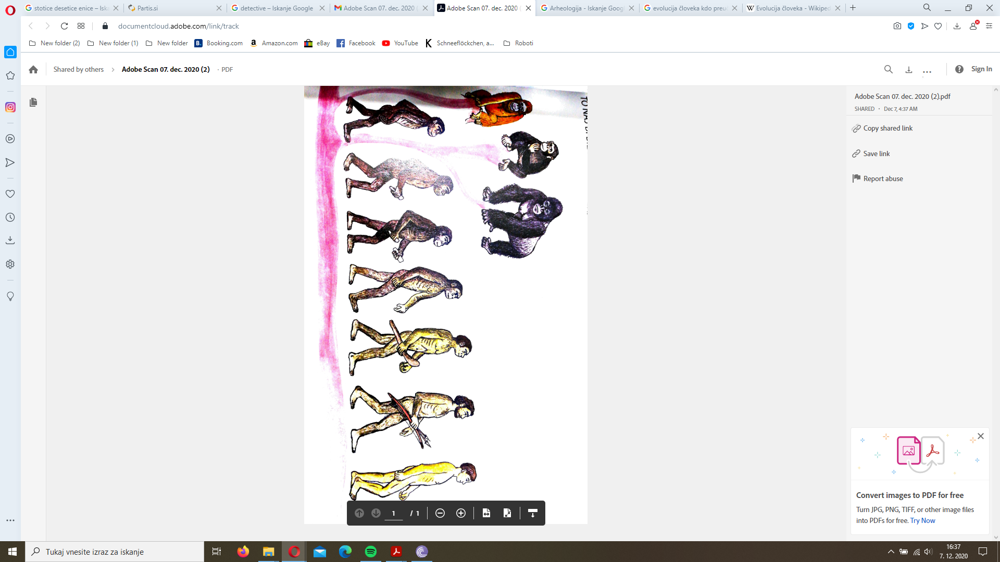 stotice desetice enice – Iska
Partis.si
detective – Iskanje Google
Adobe Scan 07. dec. 2020 (
Adobe Scan 07. dec. 2020 (
Arheologija - Iskanje Goog
evolucija človeka kdo preuč
Evolucija človeka - Wikiped
documentcloud.adobe.com/link/track
New folder (2)
New folder (1)
New folder
Booking.com
Amazon.com
eBay
Facebook
YouTube
Schneeflöckchen, a...
Roboti
Shared by others
Adobe Scan 07. dec. 2020 (2)
· PDF
Sign In
Adobe Scan 07. dec. 2020 (2).pdf
SHARED · Dec 7, 4:37 AM
Copy shared link
Save link
Report abuse
Convert images to PDF for free
Turn JPG, PNG, TIFF, or other image files
into PDFs for free. Try Now
1 / 1
Tukaj vnesite izraz za iskanje
16:37
7. 12. 2020